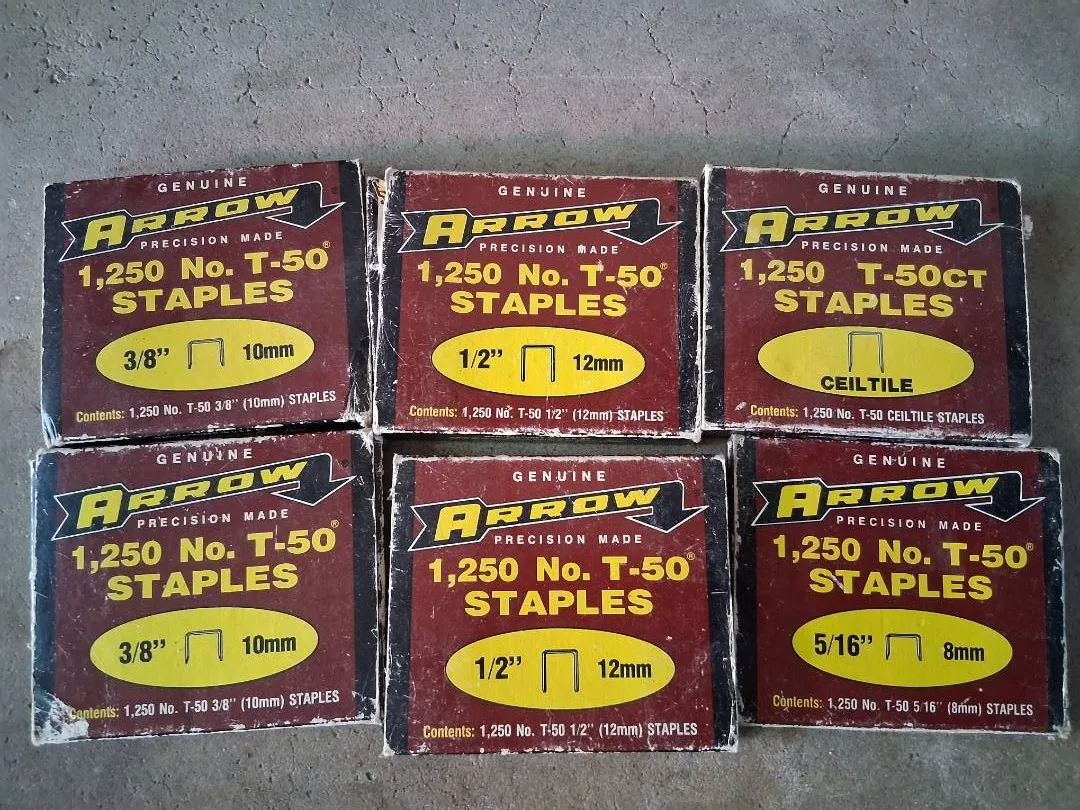 GENUINE
ARROW
PRECISION MADE
1,250 No. T-50®
STAPLES
3/8" 10mm
Contents: 1,250 No. T-50 3/8" (10mm) STAPLES
GENUINE
ARROW
PRECISION MADE
1,250 No. T-50®
STAPLES
1/2" 12mm
Contents: 1,250 No. T-50 1/2" (12mm) STAPLES
GENUINE
ARROW
PRECISION MADE
1,250 T-50CT
STAPLES
CEILTILE
Contents: 1,250 No. T-50 CEILTILE STAPLES
GENUINE
ARROW
PRECISION MADE
1,250 No. T-50®
STAPLES
3/8" 10mm
Contents: 1,250 No. T-50 3/8" (10mm) STAPLES
GENUINE
ARROW
PRECISION MADE
1,250 No. T-50®
STAPLES
1/2" 12mm
Contents: 1,250 No. T-50 1/2" (12mm) STAPLES
GENUINE
ARROW
PRECISION MADE
1,250 No. T-50®
STAPLES
5/16" 8mm
Contents: 1,250 No. T-50 5/16" (8mm) STAPLES